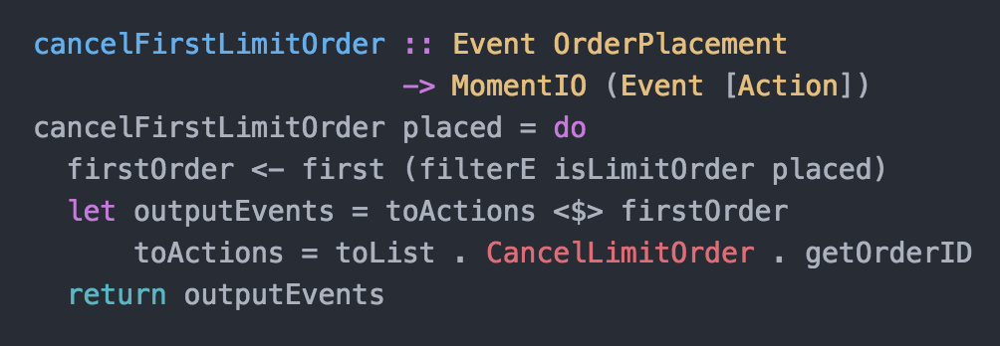 cancelFirstLimitOrder :: Event OrderPlacement
                      -> MomentIO (Event [Action])
cancelFirstLimitOrder placed = do
  firstOrder <- first (filterE isLimitOrder placed)
  let outputEvents = toActions <$> firstOrder
      toActions = toList . CancelLimitOrder . getOrderID
  return outputEvents